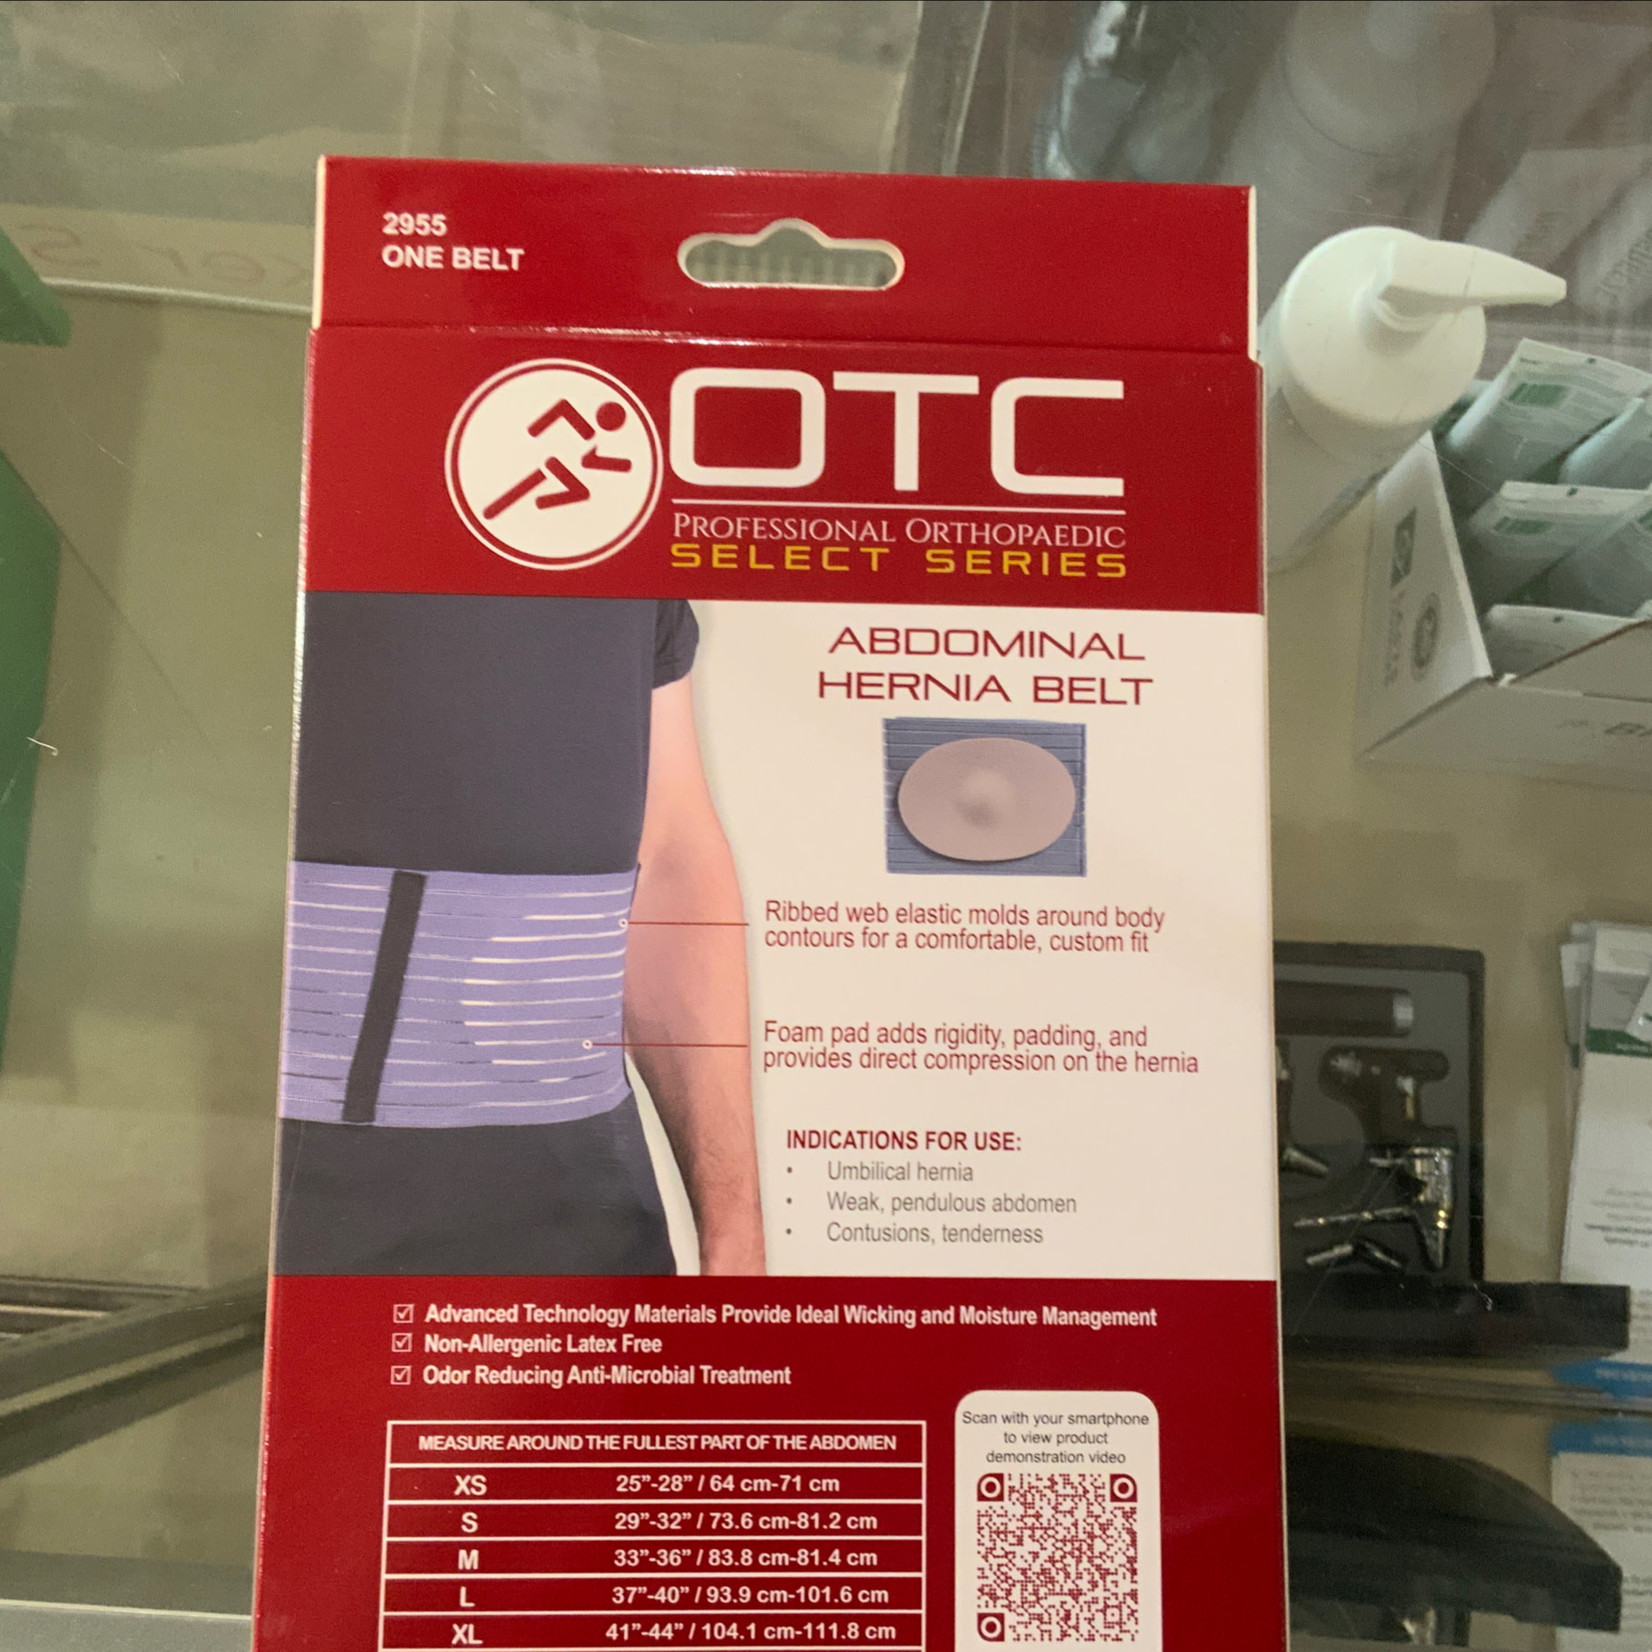 2955
ONE BELT
OTC
PROFESSIONAL ORTHOPAEDIC
SELECT SERIES
ABDOMINAL
HERNIA BELT
Ribbed web elastic molds around body
contours for a comfortable, custom fit
Foam pad adds rigidity, padding, and
provides direct compression on the hernia
INDICATIONS FOR USE:
• Umbilical hernia
• Weak, pendulous abdomen
• Contusions, tenderness
Advanced Technology Materials Provide Ideal Wicking and Moisture Management
Non-Allergenic Latex Free
Odor Reducing Anti-Microbial Treatment
MEASURE AROUND THE FULLEST PART OF THE ABDOMEN
XS 25"-28" / 64 cm-71 cm
S 29"-32" / 73.6 cm-81.2 cm
M 33"-36" / 83.8 cm-81.4 cm
L 37"-40" / 93.9 cm-101.6 cm
XL 41"-44" / 104.1 cm-111.8 cm
Scan with your smartphone
to view product
demonstration video